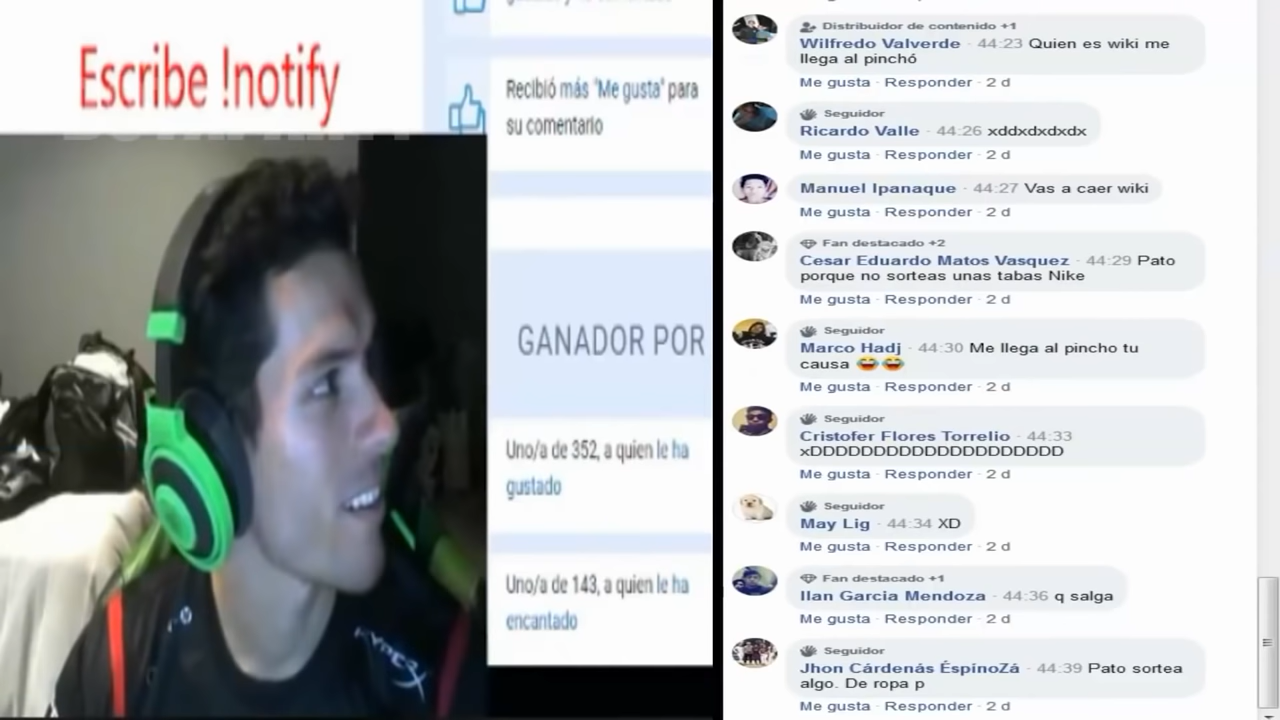 Escribe !notify
Recibió más "Me gusta" para
su comentario
GANADOR POR
Uno/a de 352, a quien le ha
gustado
Uno/a de 143, a quien le ha
encantado
HYPERX
Distribuidor de contenido +1
Wilfredo Valverde · 44:23 Quien es wiki me
llega al pinchó
Me gusta · Responder · 2 d
Seguidor
Ricardo Valle · 44:26 xddxdxdxdx
Me gusta · Responder · 2 d
Manuel Ipanaque · 44:27 Vas a caer wiki
Me gusta · Responder · 2 d
Fan destacado +2
Cesar Eduardo Matos Vasquez · 44:29 Pato
porque no sorteas unas tabas Nike
Me gusta · Responder · 2 d
Seguidor
Marco Hadj · 44:30 Me llega al pincho tu
causa 😂😂
Me gusta · Responder · 2 d
Seguidor
Cristofer Flores Torrelio · 44:33
xDDDDDDDDDDDDDDDDDDDD
Me gusta · Responder · 2 d
Seguidor
May Lig · 44:34 XD
Me gusta · Responder · 2 d
Fan destacado +1
Ilan Garcia Mendoza · 44:36 q salga
Me gusta · Responder · 2 d
Seguidor
Jhon Cárdenás ÉspínoZá · 44:39 Pato sortea
algo. De ropa p
Me gusta · Responder · 2 d